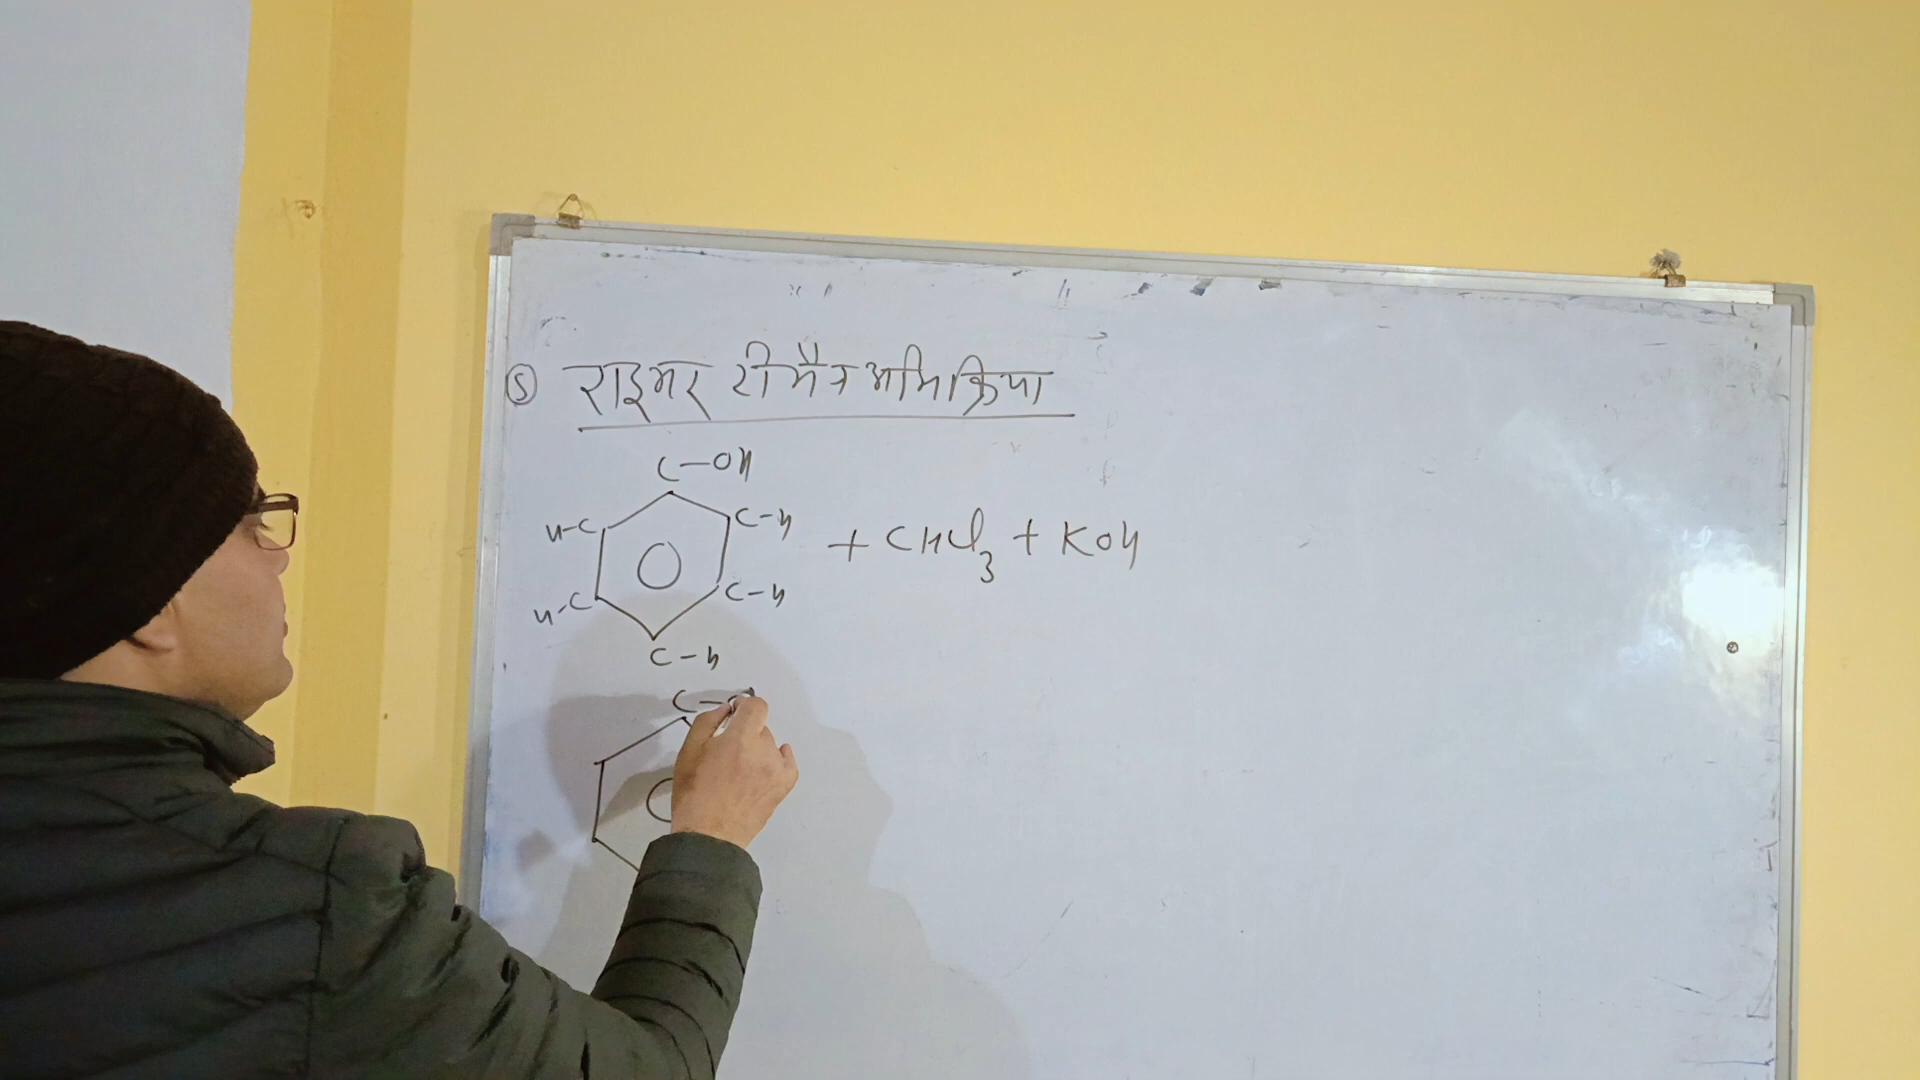 ⑤ राइमर टीमैन अभिक्रिया
C-OH
H-C C-H + CHCl3 + KOH
H-C C-H
C-H
C-